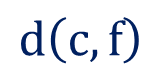 d(c, f)